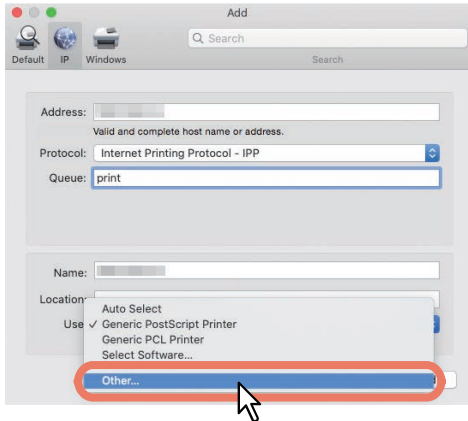 Add
Search
Default IP Windows
Search
Address:
Valid and complete host name or address.
Protocol: Internet Printing Protocol - IPP
Queue: print
Name:
Location:
Auto Select
Use ✓ Generic PostScript Printer
Generic PCL Printer
Select Software...
Other...